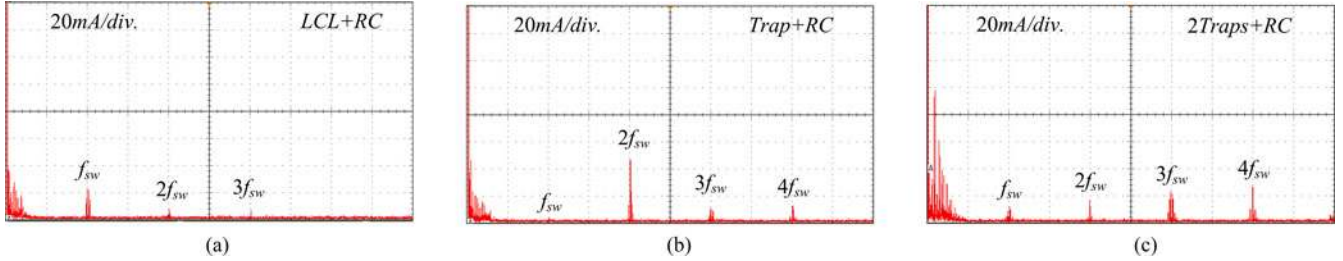 20mA/div. LCL+RC
f_sw
2f_sw
3f_sw
(a)
20mA/div. Trap+RC
2f_sw
f_sw
3f_sw
4f_sw
(b)
20mA/div. 2Traps+RC
f_sw
2f_sw
3f_sw
4f_sw
(c)